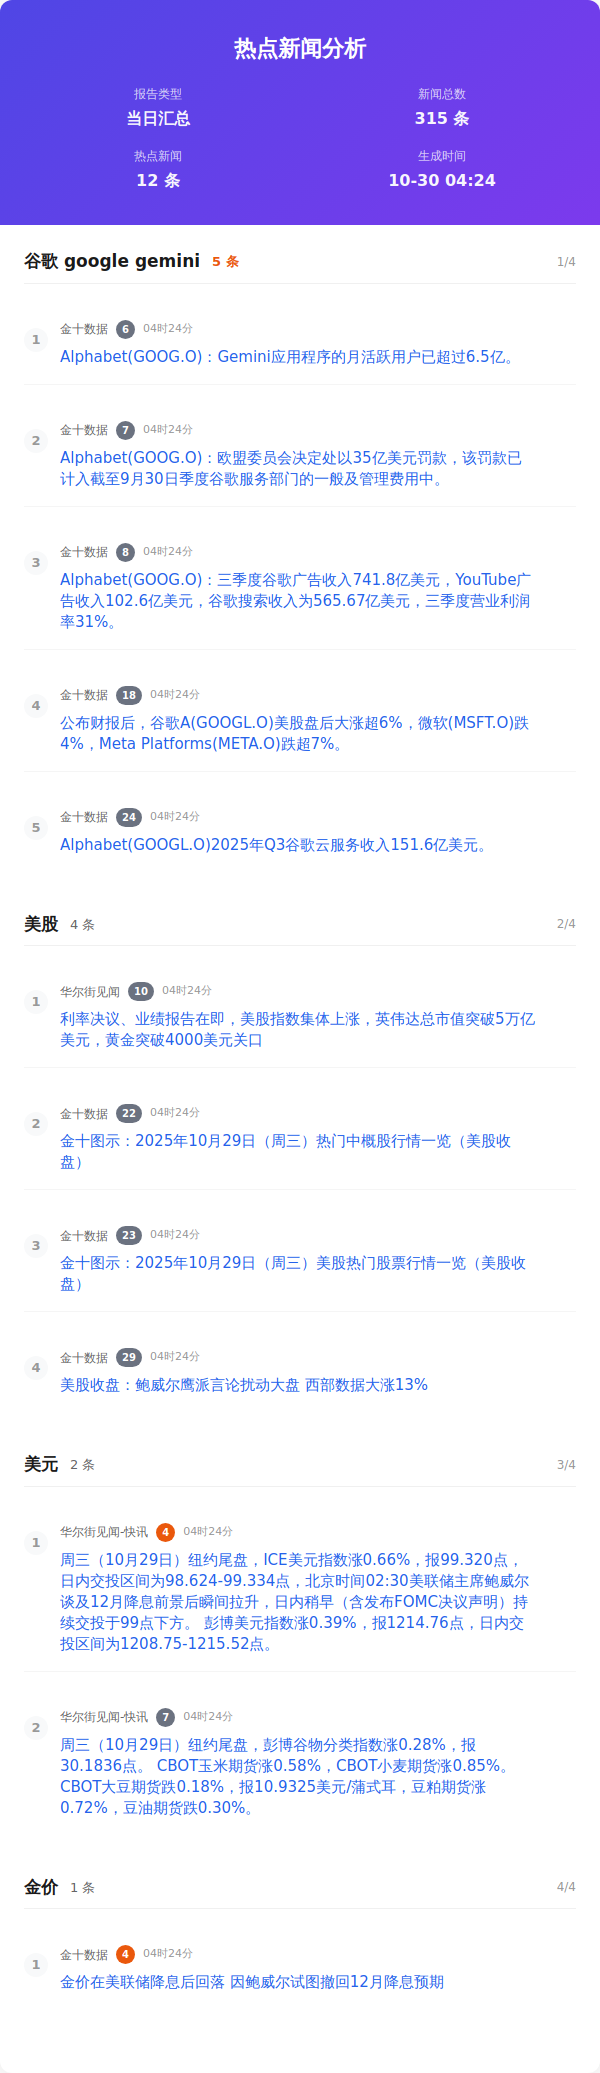 热点新闻分析
报告类型
新闻总数
当日汇总
315 条
热点新闻
生成时间
12 条
10-30 04:24
谷歌 google gemini 5 条 1/4
1
金十数据 6 04时24分
Alphabet(GOOG.O)：Gemini应用程序的月活跃用户已超过6.5亿。
2
金十数据 7 04时24分
Alphabet(GOOG.O)：欧盟委员会决定处以35亿美元罚款，该罚款已
计入截至9月30日季度谷歌服务部门的一般及管理费用中。
3
金十数据 8 04时24分
Alphabet(GOOG.O)：三季度谷歌广告收入741.8亿美元，YouTube广
告收入102.6亿美元，谷歌搜索收入为565.67亿美元，三季度营业利润
率31%。
4
金十数据 18 04时24分
公布财报后，谷歌A(GOOGL.O)美股盘后大涨超6%，微软(MSFT.O)跌
4%，Meta Platforms(META.O)跌超7%。
5
金十数据 24 04时24分
Alphabet(GOOGL.O)2025年Q3谷歌云服务收入151.6亿美元。
美股 4 条 2/4
1
华尔街见闻 10 04时24分
利率决议、业绩报告在即，美股指数集体上涨，英伟达总市值突破5万亿
美元，黄金突破4000美元关口
2
金十数据 22 04时24分
金十图示：2025年10月29日（周三）热门中概股行情一览（美股收
盘）
3
金十数据 23 04时24分
金十图示：2025年10月29日（周三）美股热门股票行情一览（美股收
盘）
4
金十数据 29 04时24分
美股收盘：鲍威尔鹰派言论扰动大盘 西部数据大涨13%
美元 2 条 3/4
1
华尔街见闻-快讯 4 04时24分
周三（10月29日）纽约尾盘，ICE美元指数涨0.66%，报99.320点，
日内交投区间为98.624-99.334点，北京时间02:30美联储主席鲍威尔
谈及12月降息前景后瞬间拉升，日内稍早（含发布FOMC决议声明）持
续交投于99点下方。 彭博美元指数涨0.39%，报1214.76点，日内交
投区间为1208.75-1215.52点。
2
华尔街见闻-快讯 7 04时24分
周三（10月29日）纽约尾盘，彭博谷物分类指数涨0.28%，报
30.1836点。 CBOT玉米期货涨0.58%，CBOT小麦期货涨0.85%。
CBOT大豆期货跌0.18%，报10.9325美元/蒲式耳，豆粕期货涨
0.72%，豆油期货跌0.30%。
金价 1 条 4/4
1
金十数据 4 04时24分
金价在美联储降息后回落 因鲍威尔试图撤回12月降息预期